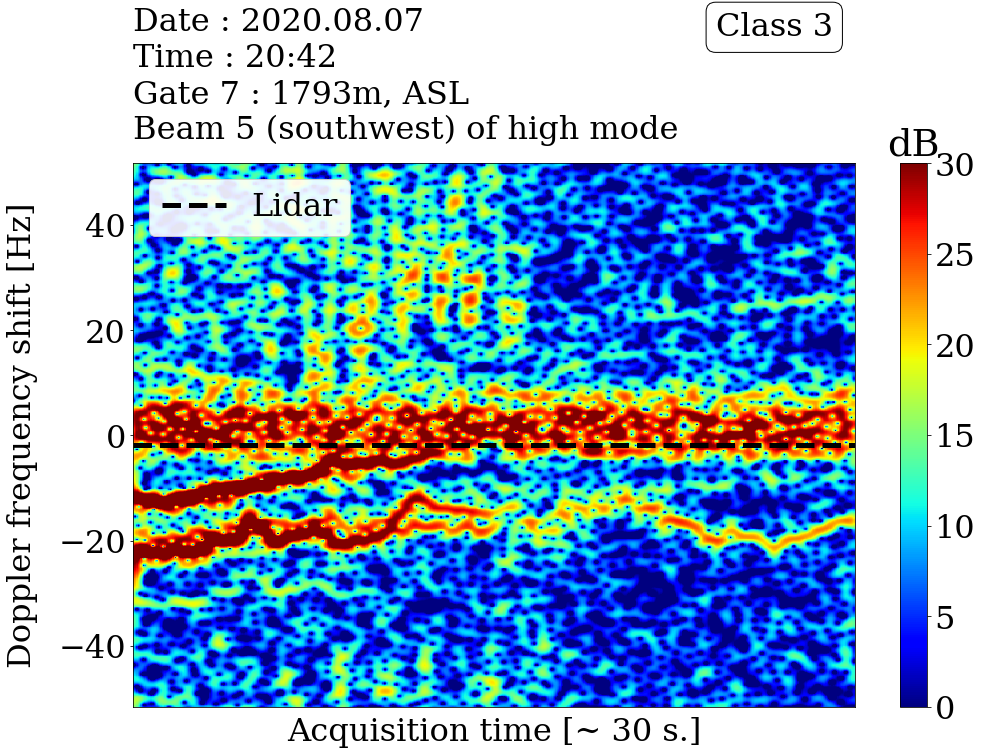 Date : 2020.08.07
Time : 20:42
Gate 7 : 1793m, ASL
Beam 5 (southwest) of high mode
Class 3
dB
Lidar
Doppler frequency shift [Hz]
40
20
0
−20
−40
30
25
20
15
10
5
0
Acquisition time [~ 30 s.]